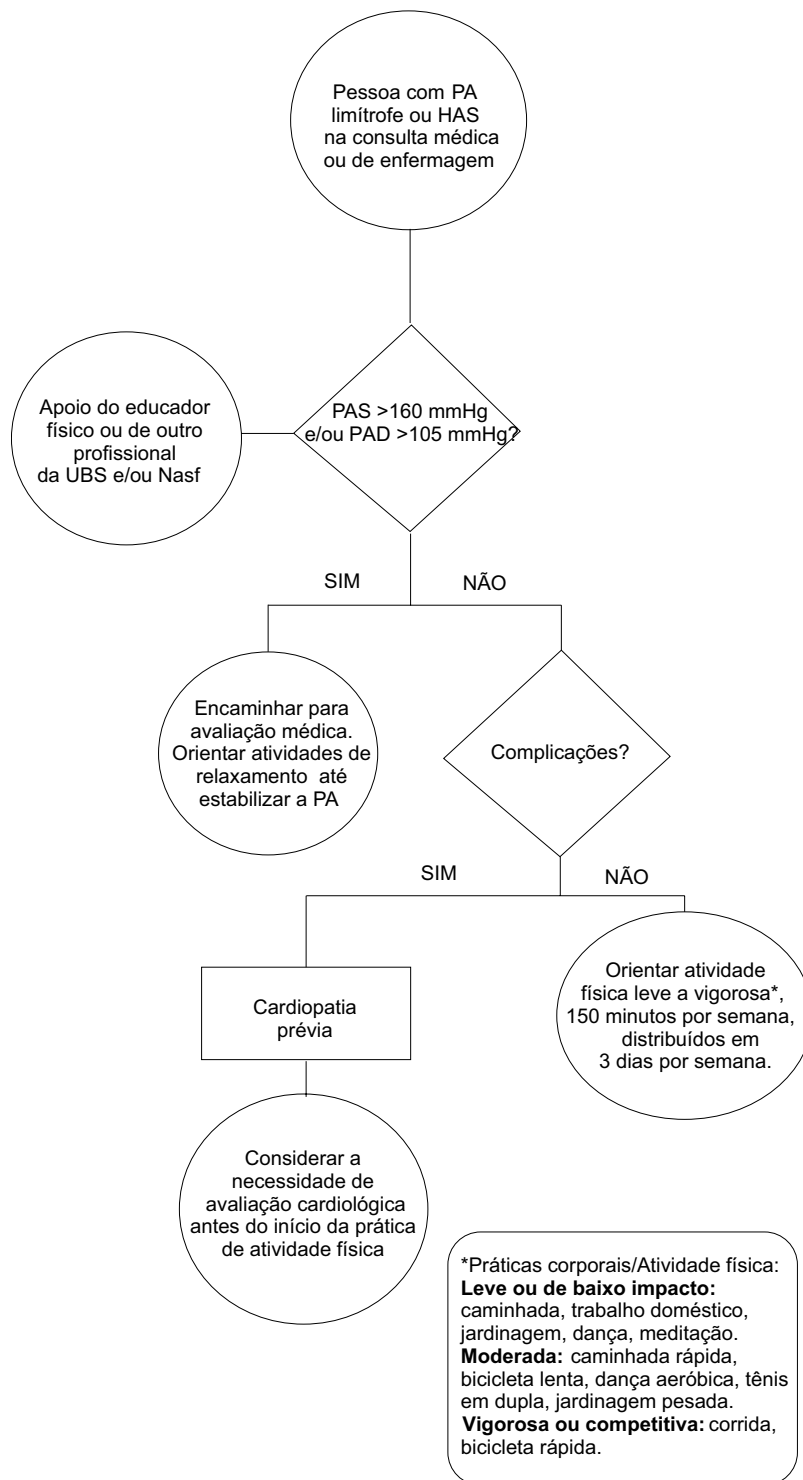 Pessoa com PA
limítrofe ou HAS
na consulta médica
ou de enfermagem
Apoio do educador
físico ou de outro
profissional
da UBS e/ou Nasf
PAS >160 mmHg
e/ou PAD >105 mmHg?
SIM
NÃO
Encaminhar para
avaliação médica.
Orientar atividades de
relaxamento até
estabilizar a PA
Complicações?
SIM
NÃO
Cardiopatia
prévia
Orientar atividade
física leve a vigorosa*,
150 minutos por semana,
distribuídos em
3 dias por semana.
Considerar a
necessidade de
avaliação cardiológica
antes do início da prática
de atividade física
*Práticas corporais/Atividade física:
Leve ou de baixo impacto:
caminhada, trabalho doméstico,
jardinagem, dança, meditação.
Moderada: caminhada rápida,
bicicleta lenta, dança aeróbica, tênis
em dupla, jardinagem pesada.
Vigorosa ou competitiva: corrida,
bicicleta rápida.